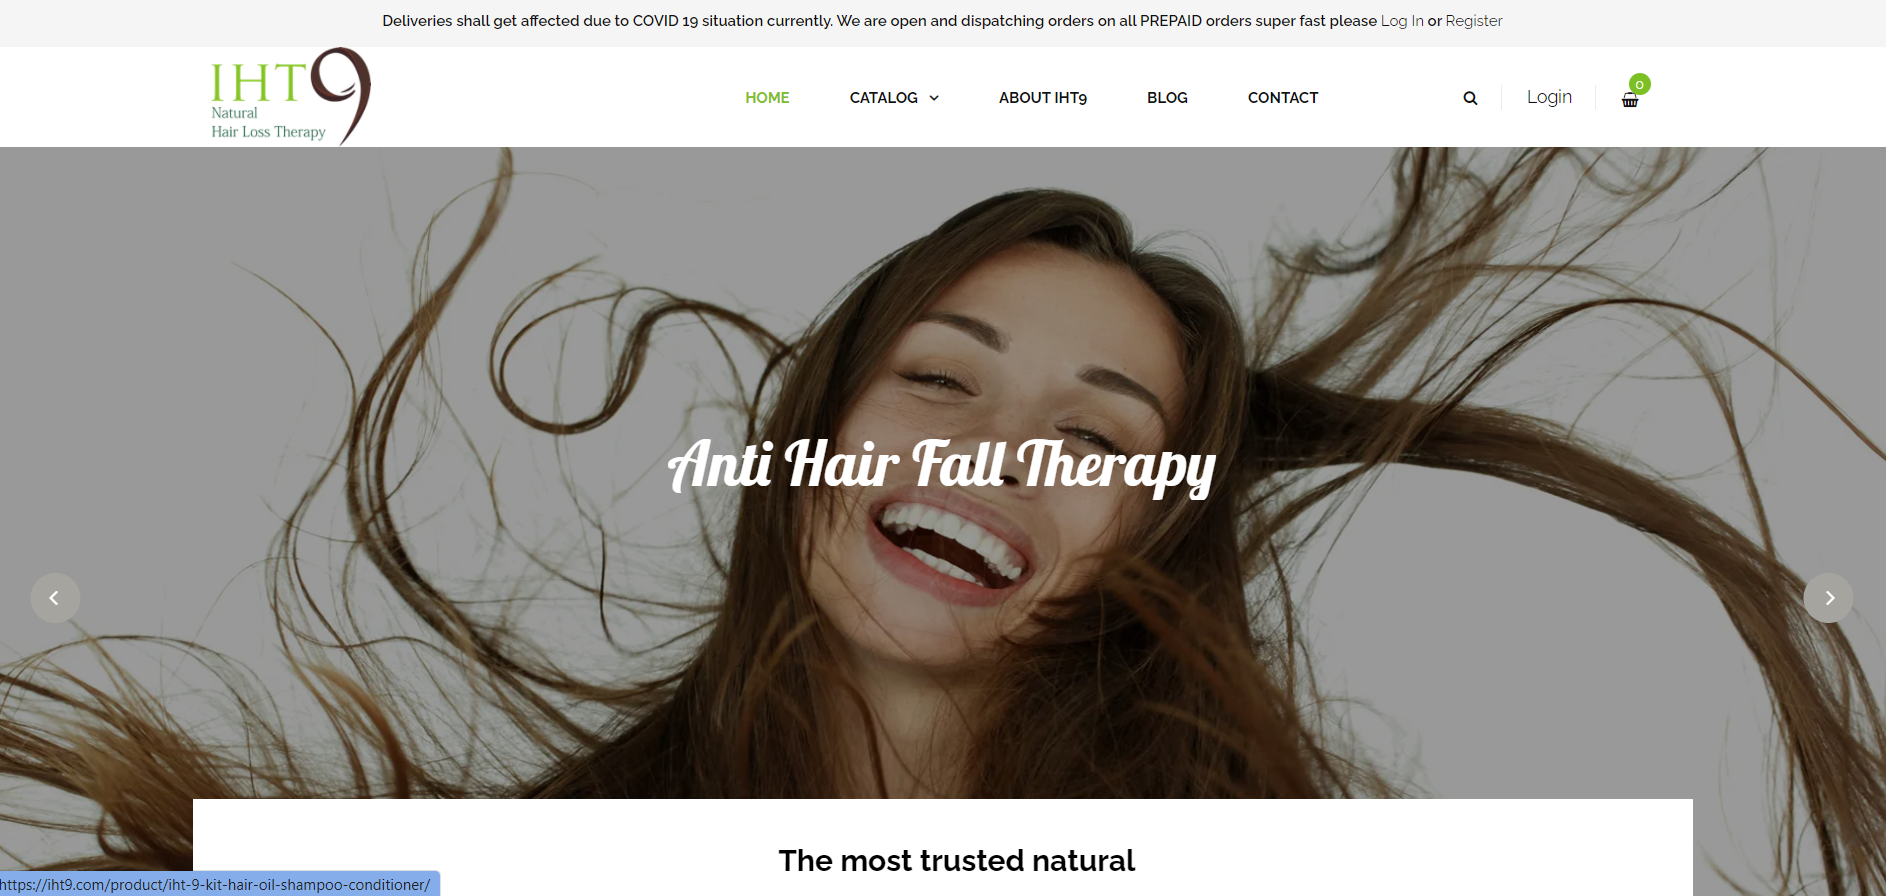 Deliveries shall get affected due to COVID 19 situation currently. We are open and dispatching orders on all PREPAID orders super fast please Log In or Register
IHT9
Natural
Hair Loss Therapy
HOME
CATALOG
ABOUT IHT9
BLOG
CONTACT
Login
0
Anti Hair Fall Therapy
The most trusted natural
https://iht9.com/product/iht-9-kit-hair-oil-shampoo-conditioner/